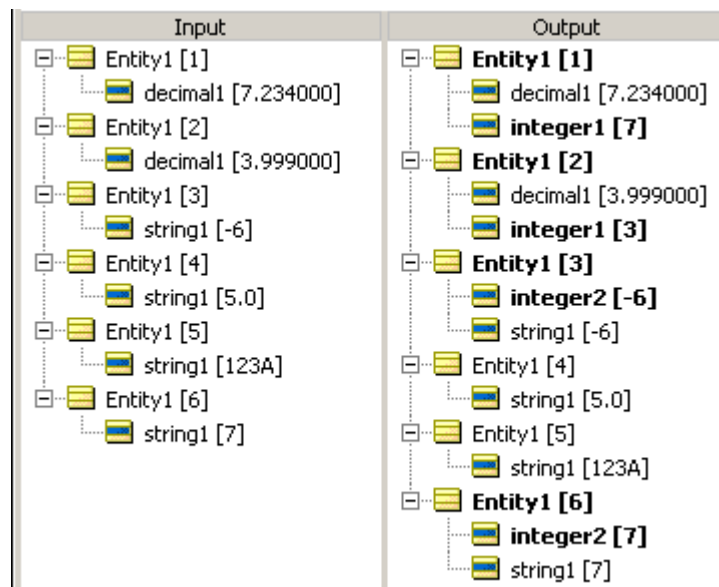 Input
Entity1 [1]
decimal1 [7.234000]
Entity1 [2]
decimal1 [3.999000]
Entity1 [3]
string1 [-6]
Entity1 [4]
string1 [5.0]
Entity1 [5]
string1 [123A]
Entity1 [6]
string1 [7]
Output
Entity1 [1]
decimal1 [7.234000]
integer1 [7]
Entity1 [2]
decimal1 [3.999000]
integer1 [3]
Entity1 [3]
integer2 [-6]
string1 [-6]
Entity1 [4]
string1 [5.0]
Entity1 [5]
string1 [123A]
Entity1 [6]
integer2 [7]
string1 [7]